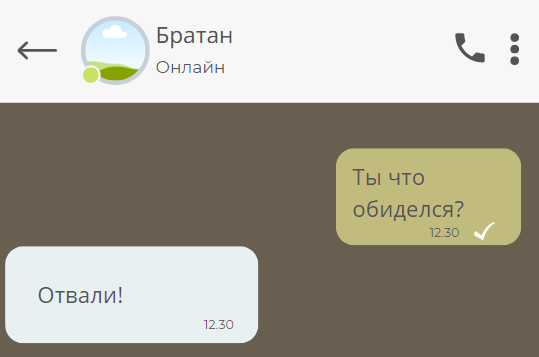 Братан
Онлайн
Ты что
обиделся?
12.30
Отвали!
12.30